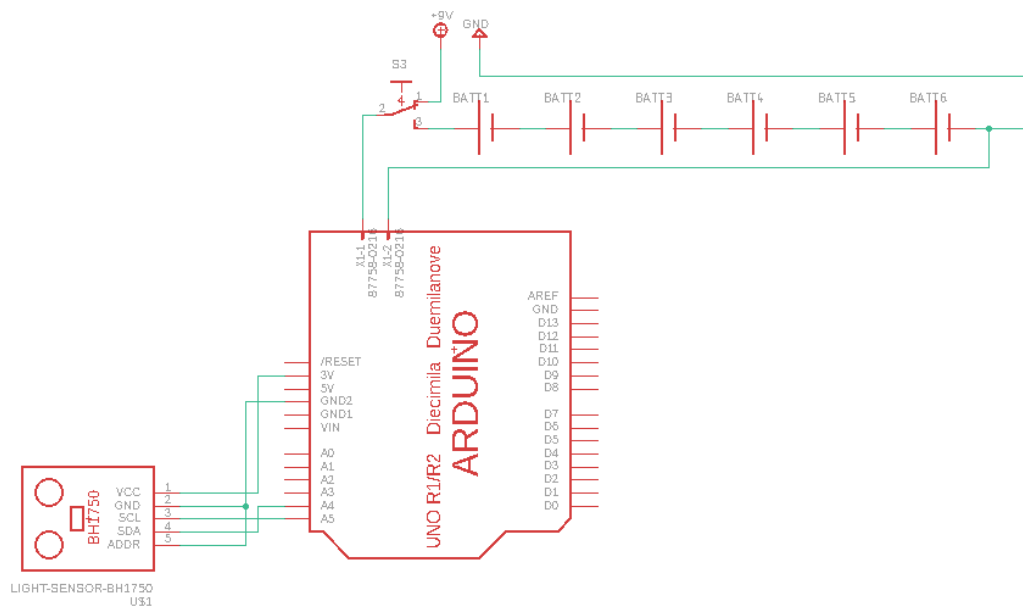 +9V
GND
S3
1
2
4
3
BATT1
BATT2
BATT3
BATT4
BATT5
BATT6
X1-1
87758-0216
X1-2
87758-0216
UNO R1/R2 Diecimila Duemilanove
ARDUINO
/RESET
3V
5V
GND2
GND1
VIN
A0
A1
A2
A3
A4
A5
AREF
GND
D13
D12
D11
D10
D9
D8
D7
D6
D5
D4
D3
D2
D1
D0
BH1750
VCC 1
GND 2
SCL 3
SDA 4
ADDR 5
LIGHT-SENSOR-BH1750
U$1